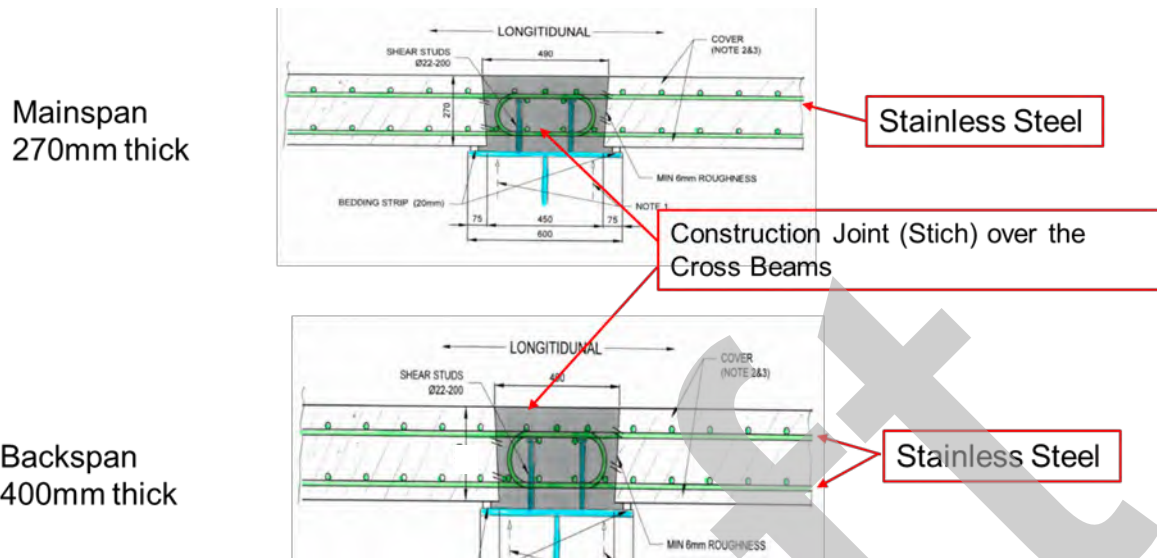 LONGITIDUNAL
490
SHEAR STUDS
Ø22-200
COVER
(NOTE 2&3)
Mainspan
270mm thick
270
Stainless Steel
MIN 6mm ROUGHNESS
BEDDING STRIP (20mm)
NOTE 1
75
450
75
600
Construction Joint (Stich) over the
Cross Beams
LONGITIDUNAL
SHEAR STUDS
Ø22-200
COVER
(NOTE 2&3)
Backspan
400mm thick
Stainless Steel
MIN 6mm ROUGHNESS
ft